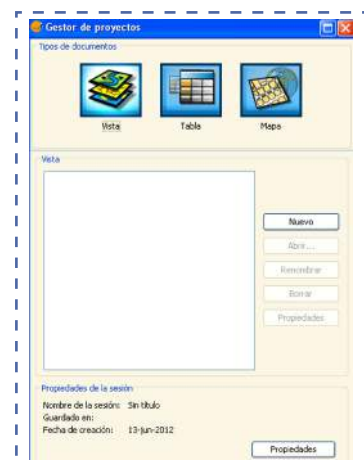 Gestor de proyectos
Tipos de documentos
Vista Tabla Mapa
Vista
Nuevo
Abrir...
Renombrar
Borrar
Propiedades
Propiedades de la sesión
Nombre de la sesión: Sin título
Guardado en:
Fecha de creación: 13-jun-2012
Propiedades